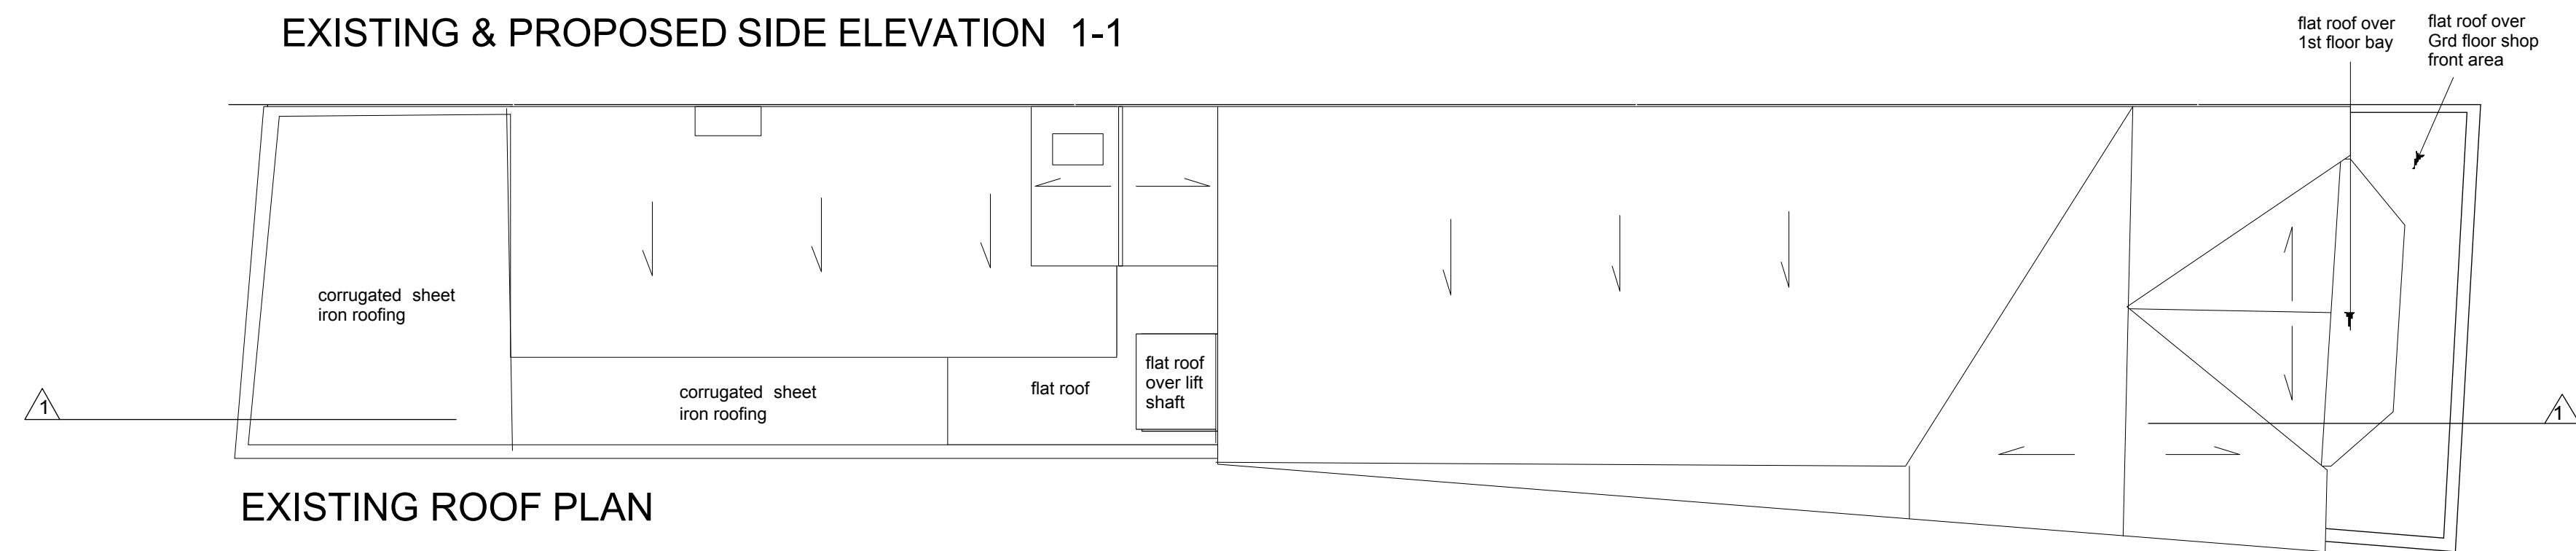 EXISTING & PROPOSED SIDE ELEVATION 1-1
flat roof over
1st floor bay
flat roof over
Grd floor shop
front area
corrugated sheet
iron roofing
corrugated sheet
iron roofing
flat roof
flat roof
over lift
shaft
1
1
EXISTING ROOF PLAN